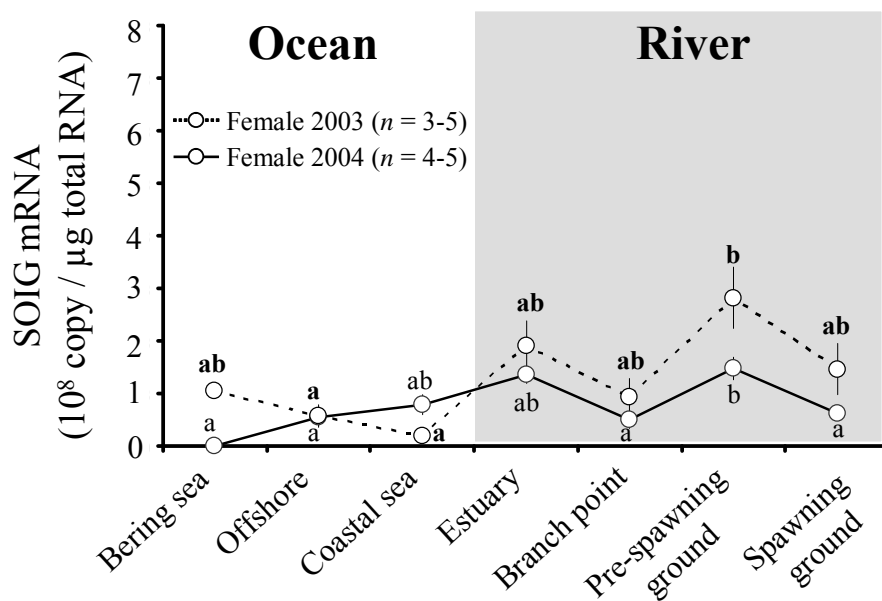 Ocean
River
Female 2003 (n = 3-5)
Female 2004 (n = 4-5)
SOIG mRNA
(10⁸ copy / µg total RNA)
8
7
6
5
4
3
2
1
0
ab
a
a
a
ab
a
ab
ab
ab
a
b
b
ab
a
Bering sea
Offshore
Coastal sea
Estuary
Branch point
Pre-spawning
ground
Spawning
ground